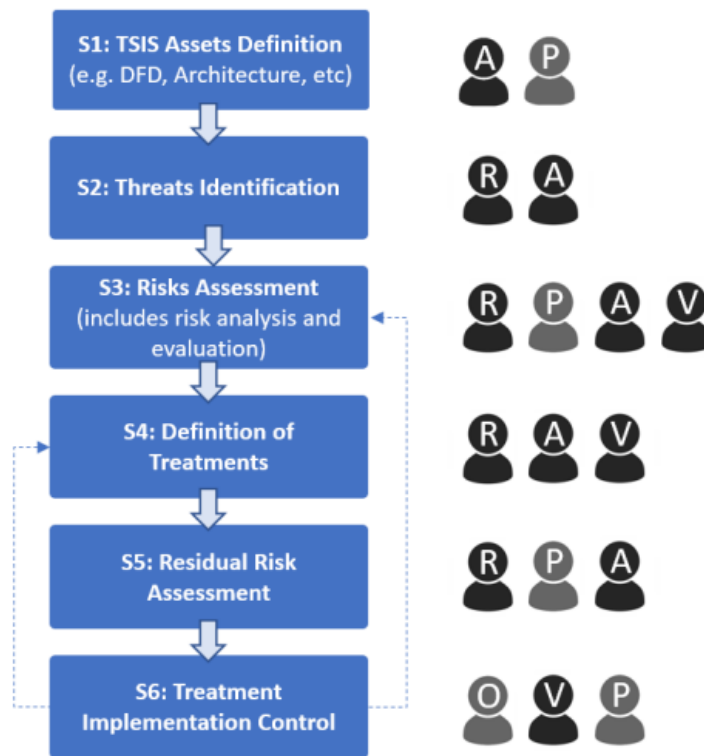 S1: TSIS Assets Definition
(e.g. DFD, Architecture, etc)
A P
S2: Threats Identification
R A
S3: Risks Assessment
(includes risk analysis and
evaluation)
R P A V
S4: Definition of
Treatments
R A V
S5: Residual Risk
Assessment
R P A
S6: Treatment
Implementation Control
O V P